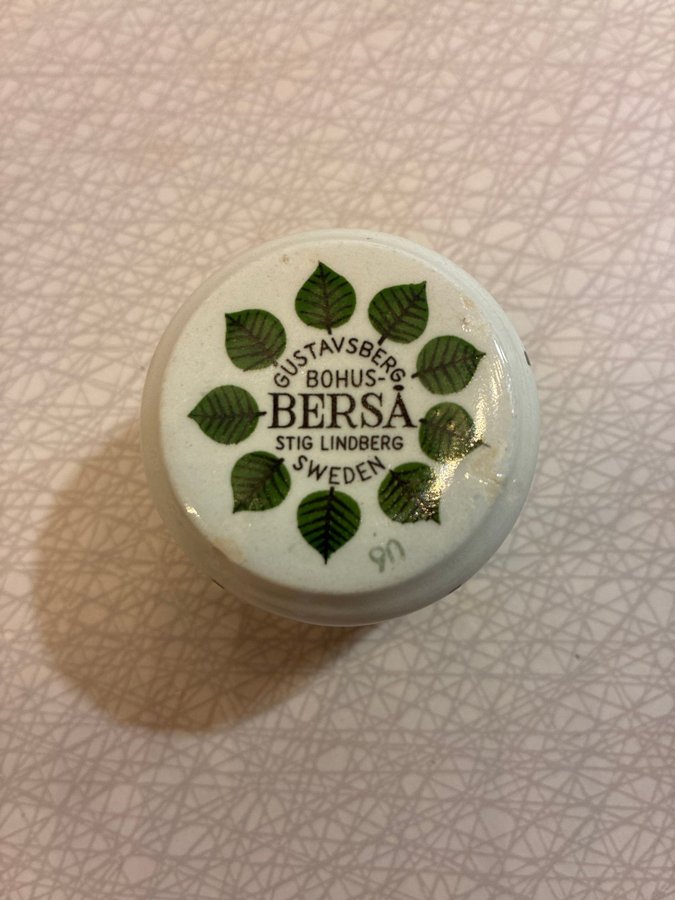 GUSTAVSBERG
BOHUS-
BERSÅ
STIG LINDBERG
SWEDEN